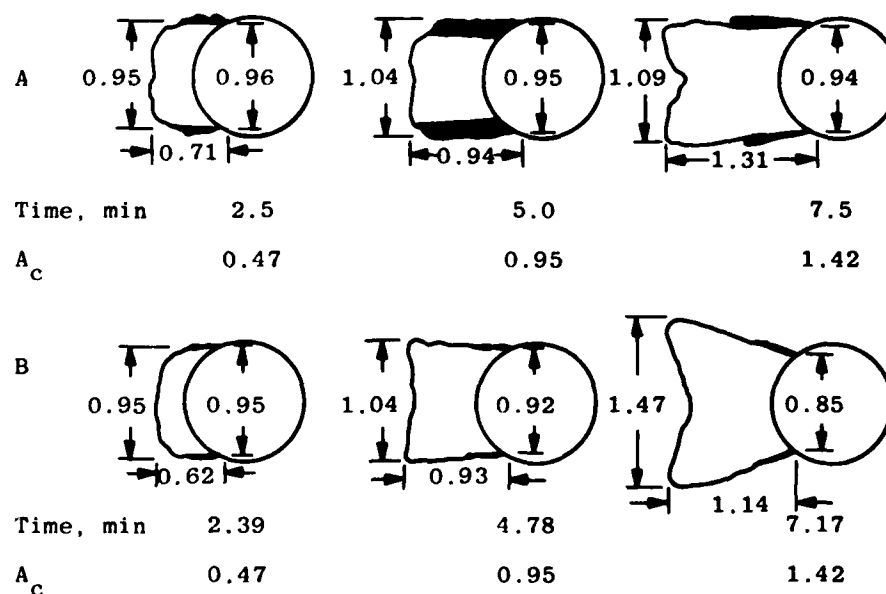 0.95 0.96 1.04 0.95 1.09 0.94
A
0.71 0.94 1.31
Time, min 2.5 5.0 7.5
A_c 0.47 0.95 1.42
B
0.95 0.95 1.04 0.92 1.47 0.85
0.62 0.93 1.14
Time, min 2.39 4.78 7.17
A_c 0.47 0.95 1.42